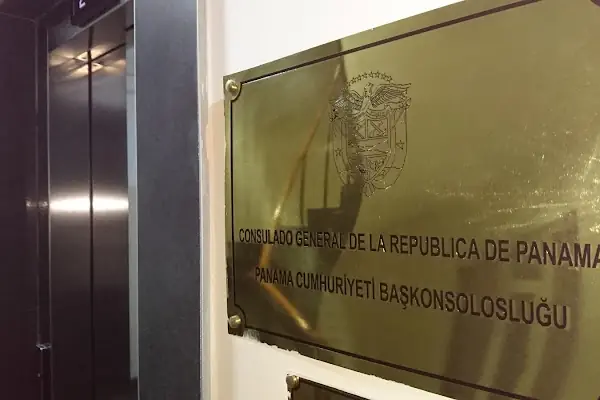 CONSULADO GENERAL DE LA REPUBLICA DE PANAMA
PANAMA CUMHURİYETİ BAŞKONSOLOSLUĞU